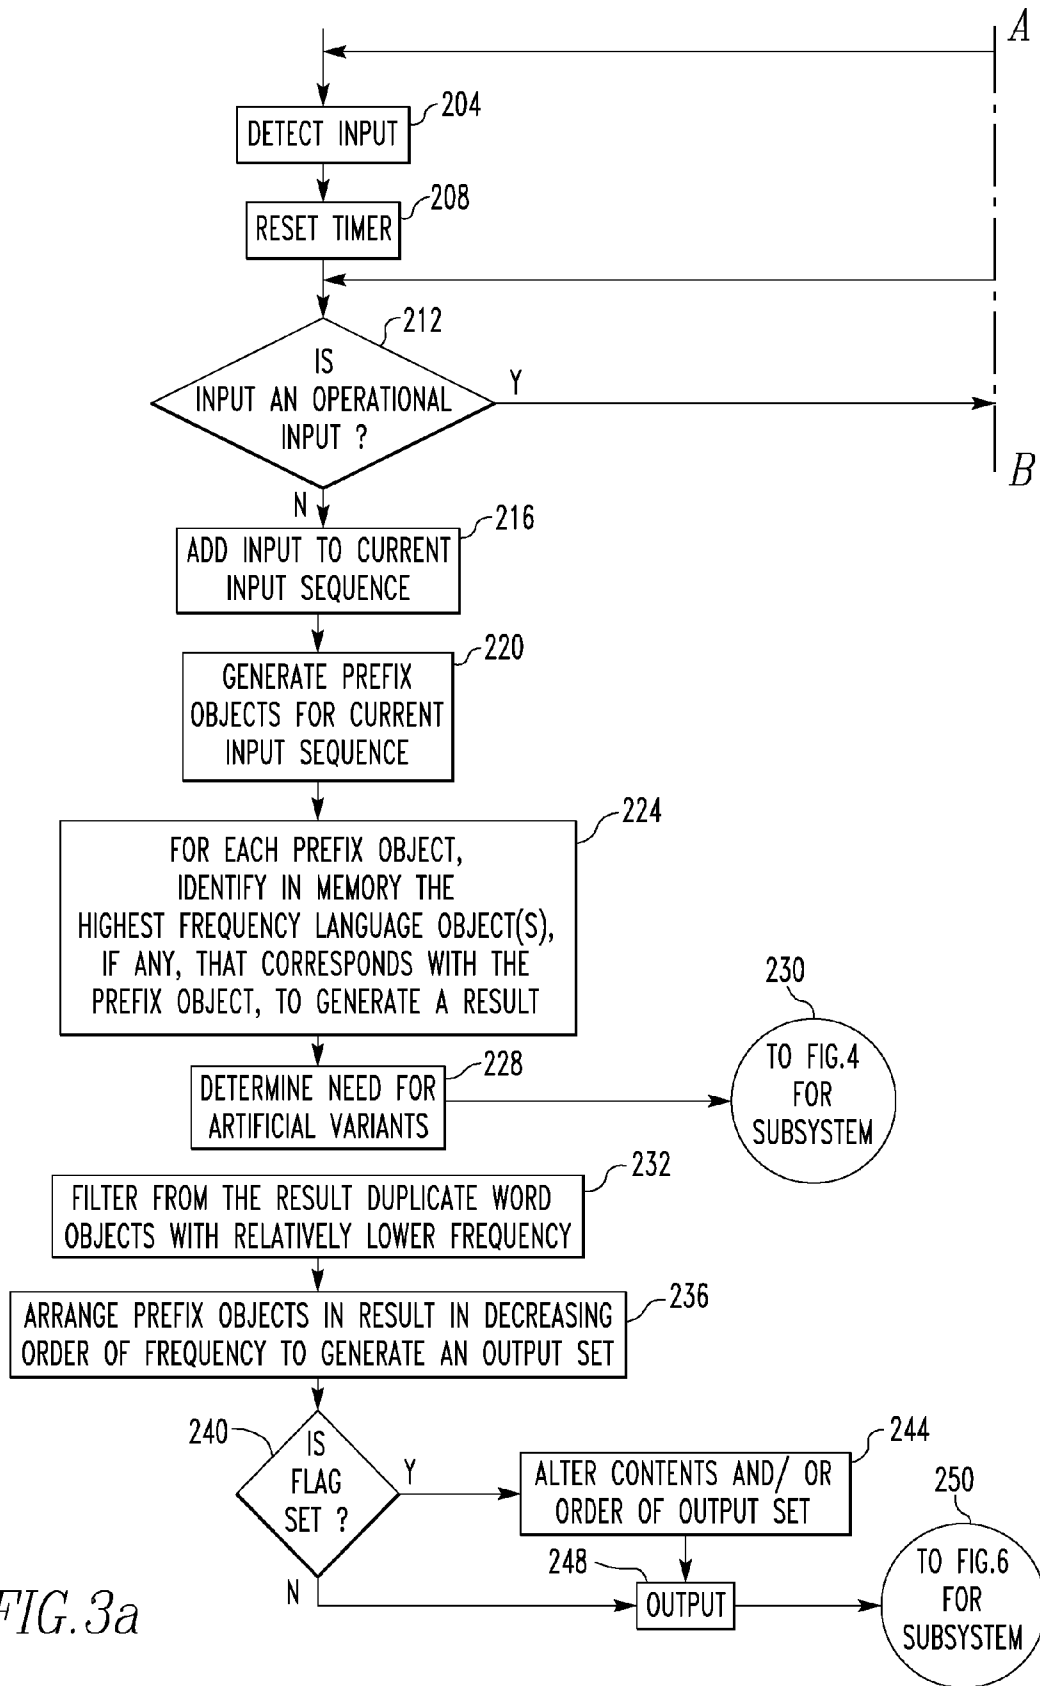 A
204
DETECT INPUT
208
RESET TIMER
212
IS
INPUT AN OPERATIONAL
INPUT ?
Y
B
N
216
ADD INPUT TO CURRENT
INPUT SEQUENCE
220
GENERATE PREFIX
OBJECTS FOR CURRENT
INPUT SEQUENCE
224
FOR EACH PREFIX OBJECT,
IDENTIFY IN MEMORY THE
HIGHEST FREQUENCY LANGUAGE OBJECT(S),
IF ANY, THAT CORRESPONDS WITH THE
PREFIX OBJECT, TO GENERATE A RESULT
230
TO FIG.4
FOR
SUBSYSTEM
228
DETERMINE NEED FOR
ARTIFICIAL VARIANTS
232
FILTER FROM THE RESULT DUPLICATE WORD
OBJECTS WITH RELATIVELY LOWER FREQUENCY
236
ARRANGE PREFIX OBJECTS IN RESULT IN DECREASING
ORDER OF FREQUENCY TO GENERATE AN OUTPUT SET
240
IS
FLAG
SET ?
Y
244
ALTER CONTENTS AND/ OR
ORDER OF OUTPUT SET
250
TO FIG.6
FOR
SUBSYSTEM
248
OUTPUT
N
FIG.3a